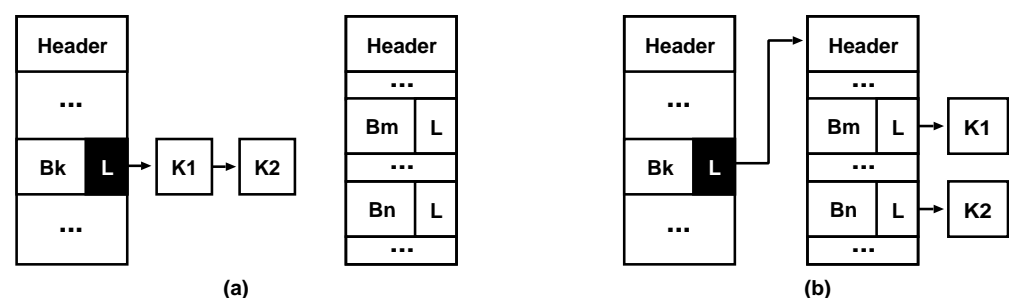 Header
...
Bk L K1 K2
...
Header
...
Bm L
...
Bn L
...
(a)
Header
...
Bk L
...
Header
...
Bm L K1
...
Bn L K2
...
(b)